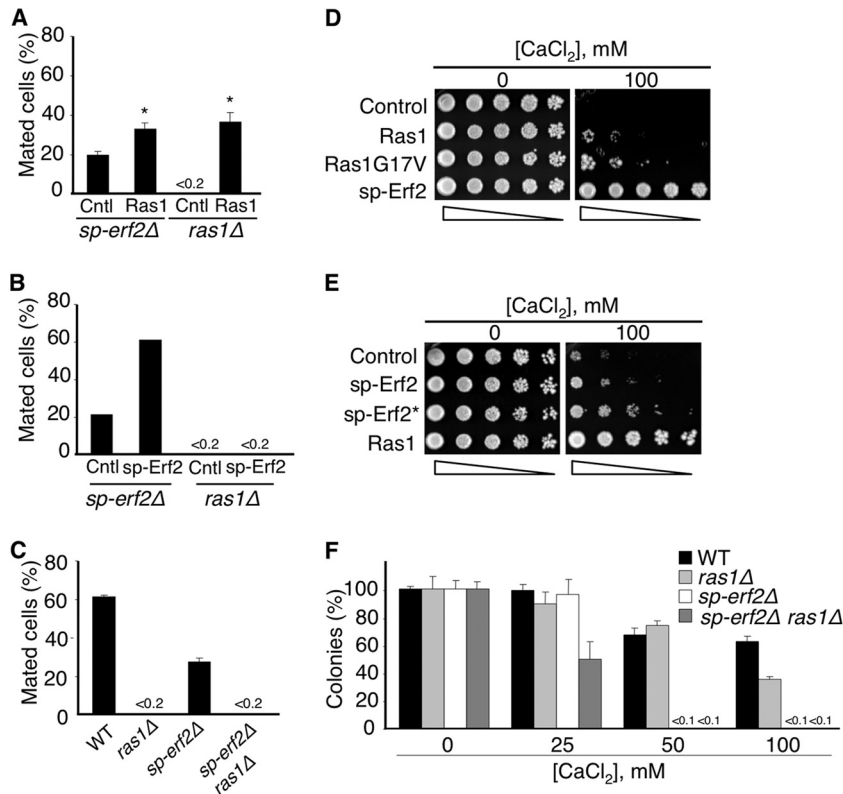 A
Mated cells (%)
80
60
40
20
0
*
*
<0.2
Cntl Ras1 Cntl Ras1
sp-erf2Δ ras1Δ
B
Mated cells (%)
80
60
40
20
0
<0.2 <0.2
Cntl sp-Erf2 Cntl sp-Erf2
sp-erf2Δ ras1Δ
C
Mated cells (%)
80
60
40
20
0
<0.2 <0.2
WT
ras1Δ
sp-erf2Δ
sp-erf2Δ
ras1Δ
D
[CaCl2], mM
0 100
Control
Ras1
Ras1G17V
sp-Erf2
E
[CaCl2], mM
0 100
Control
sp-Erf2
sp-Erf2*
Ras1
F
WT
ras1Δ
sp-erf2Δ
sp-erf2Δ ras1Δ
Colonies (%)
100
80
60
40
20
0
<0.1 <0.1 <0.1 <0.1
0 25 50 100
[CaCl2], mM